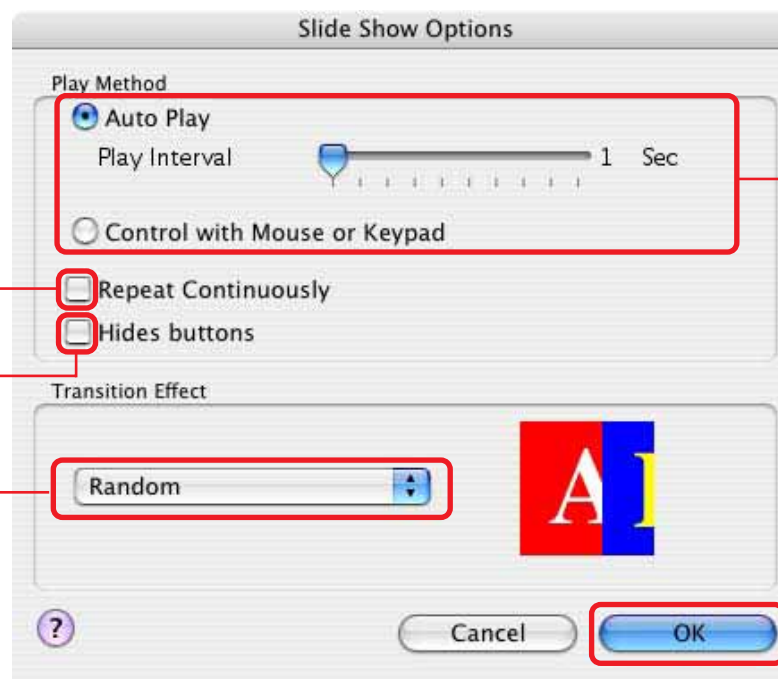 Slide Show Options
Play Method
Auto Play
Play Interval 1 Sec
Control with Mouse or Keypad
Repeat Continuously
Hides buttons
Transition Effect
Random
A
? Cancel OK